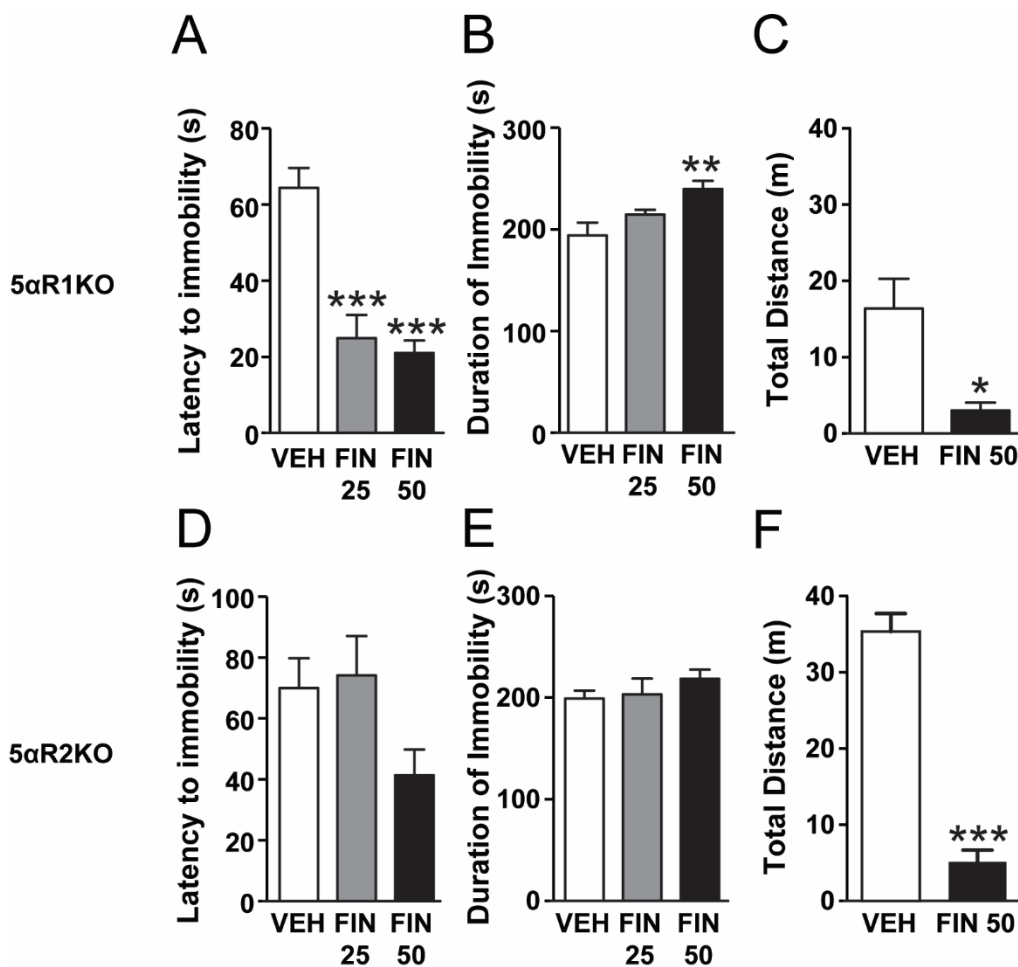 A
B
C
5αR1KO
Latency to immobility (s)
80
60
40
20
0
***
***
VEH FIN FIN
25 50
Duration of Immobility (s)
300
200
100
0
**
VEH FIN FIN
25 50
Total Distance (m)
40
30
20
10
0
*
VEH FIN 50
D
E
F
5αR2KO
Latency to immobility (s)
100
80
60
40
20
0
VEH FIN FIN
25 50
Duration of Immobility (s)
300
200
100
0
VEH FIN FIN
25 50
Total Distance (m)
40
30
20
10
0
***
VEH FIN 50